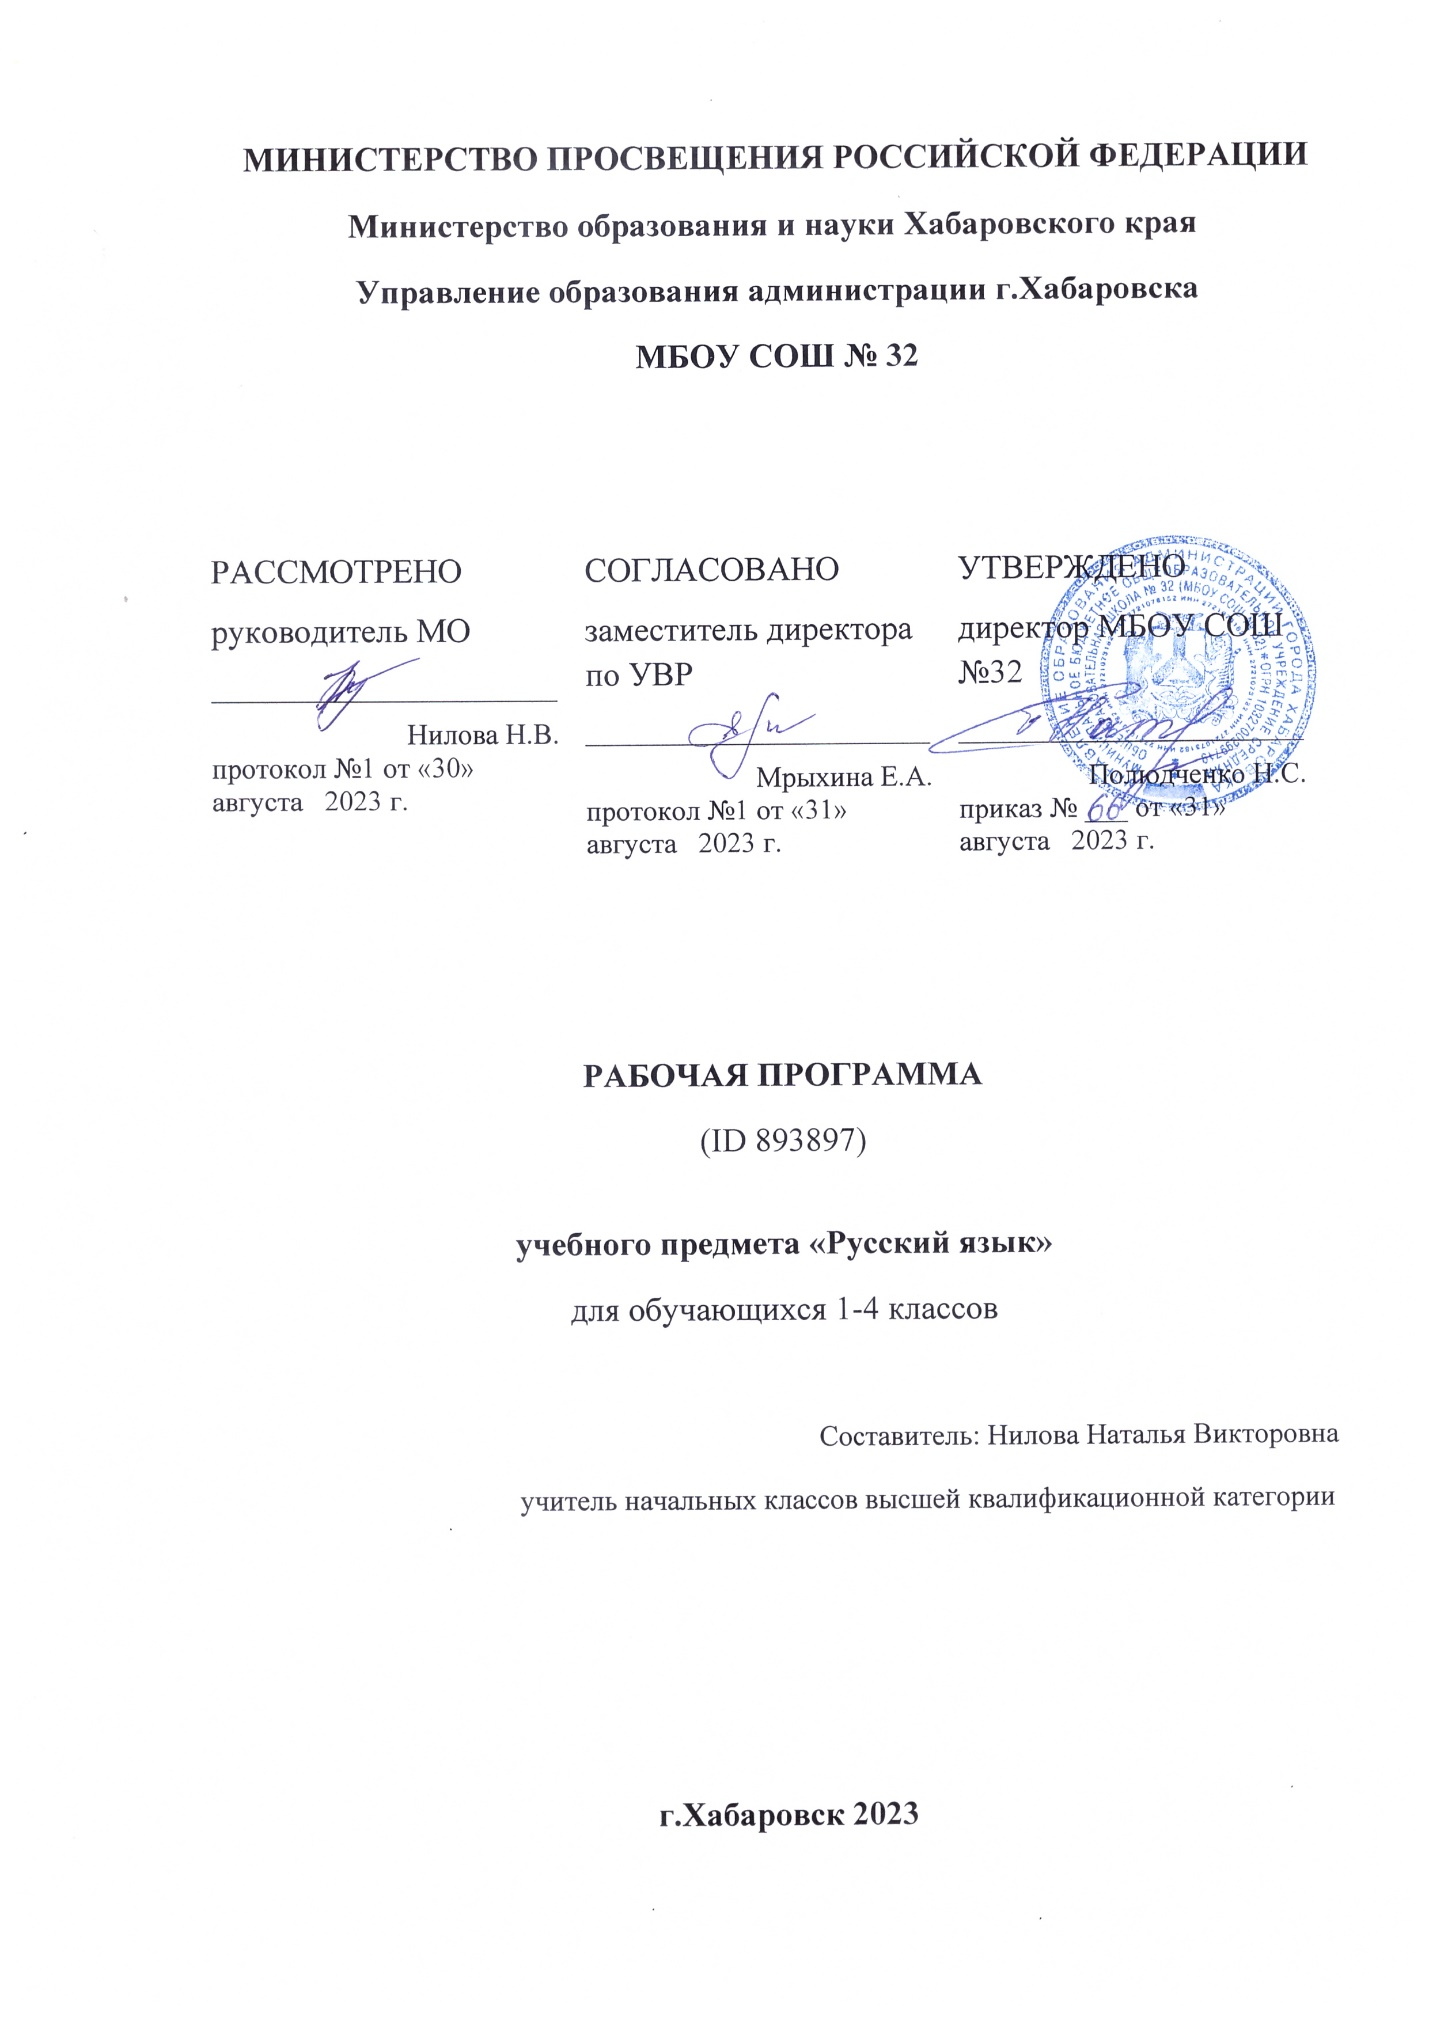 МИНИСТЕРСТВО ПРОСВЕЩЕНИЯ РОССИЙСКОЙ ФЕДЕРАЦИИ
Министерство образования и науки Хабаровского края
Управление образования администрации г.Хабаровска
МБОУ СОШ № 32
РАССМОТРЕНО
руководитель МО
Нилова Н.В.
протокол №1 от «30»
августа 2023 г.
СОГЛАСОВАНО
заместитель директора
по УВР
Мрыхина Е.А.
протокол №1 от «31»
августа 2023 г.
УТВЕРЖДЕНО
директор МБОУ СОШ
№32
Полюдченко Н.С.
приказ № 66 от «31»
августа 2023 г.
РАБОЧАЯ ПРОГРАММА
(ID 893897)
учебного предмета «Русский язык»
для обучающихся 1-4 классов
Составитель: Нилова Наталья Викторовна
учитель начальных классов высшей квалификационной категории
г.Хабаровск 2023